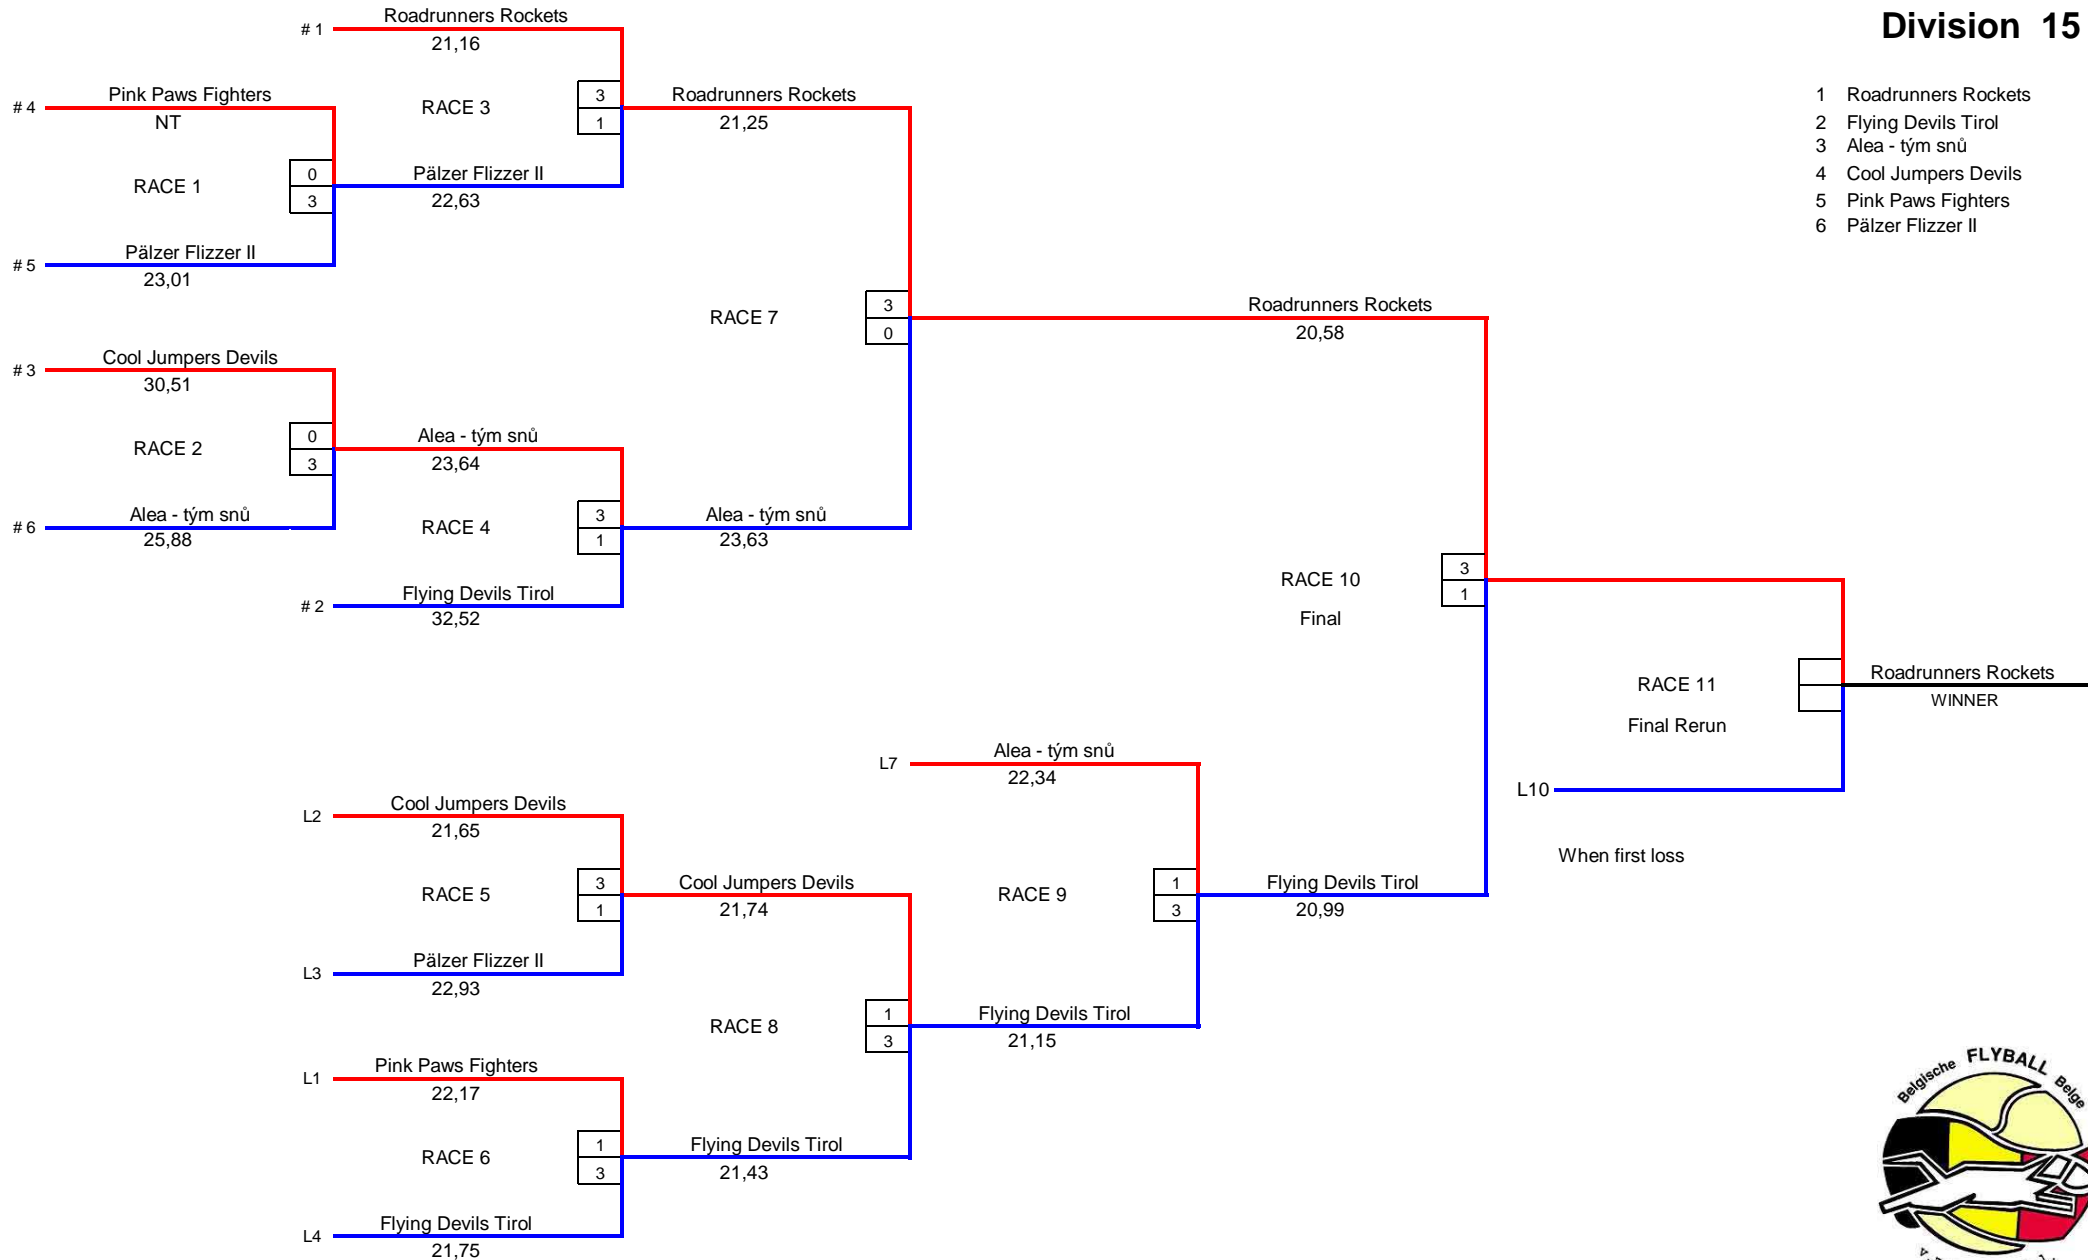 Division 15
1 Roadrunners Rockets
2 Flying Devils Tirol
3 Alea - tým snů
4 Cool Jumpers Devils
5 Pink Paws Fighters
6 Pälzer Flizzer II
# 1
Roadrunners Rockets
21,16
# 4
Pink Paws Fighters
NT
RACE 1
0
3
# 5
Pälzer Flizzer II
23,01
RACE 3
3
1
Pälzer Flizzer II
22,63
Roadrunners Rockets
21,25
# 3
Cool Jumpers Devils
30,51
RACE 2
0
3
# 6
Alea - tým snů
25,88
Alea - tým snů
23,64
RACE 4
3
1
# 2
Flying Devils Tirol
32,52
Alea - tým snů
23,63
RACE 7
3
0
Roadrunners Rockets
20,58
RACE 10
Final
3
1
RACE 11
Final Rerun
Roadrunners Rockets
WINNER
L10
When first loss
L7
Alea - tým snů
22,34
L2
Cool Jumpers Devils
21,65
RACE 5
3
1
L3
Pälzer Flizzer II
22,93
Cool Jumpers Devils
21,74
RACE 8
1
3
L1
Pink Paws Fighters
22,17
RACE 6
1
3
L4
Flying Devils Tirol
21,75
Flying Devils Tirol
21,43
Flying Devils Tirol
21,15
RACE 9
1
3
Flying Devils Tirol
20,99
Belgische FLYBALL Belge